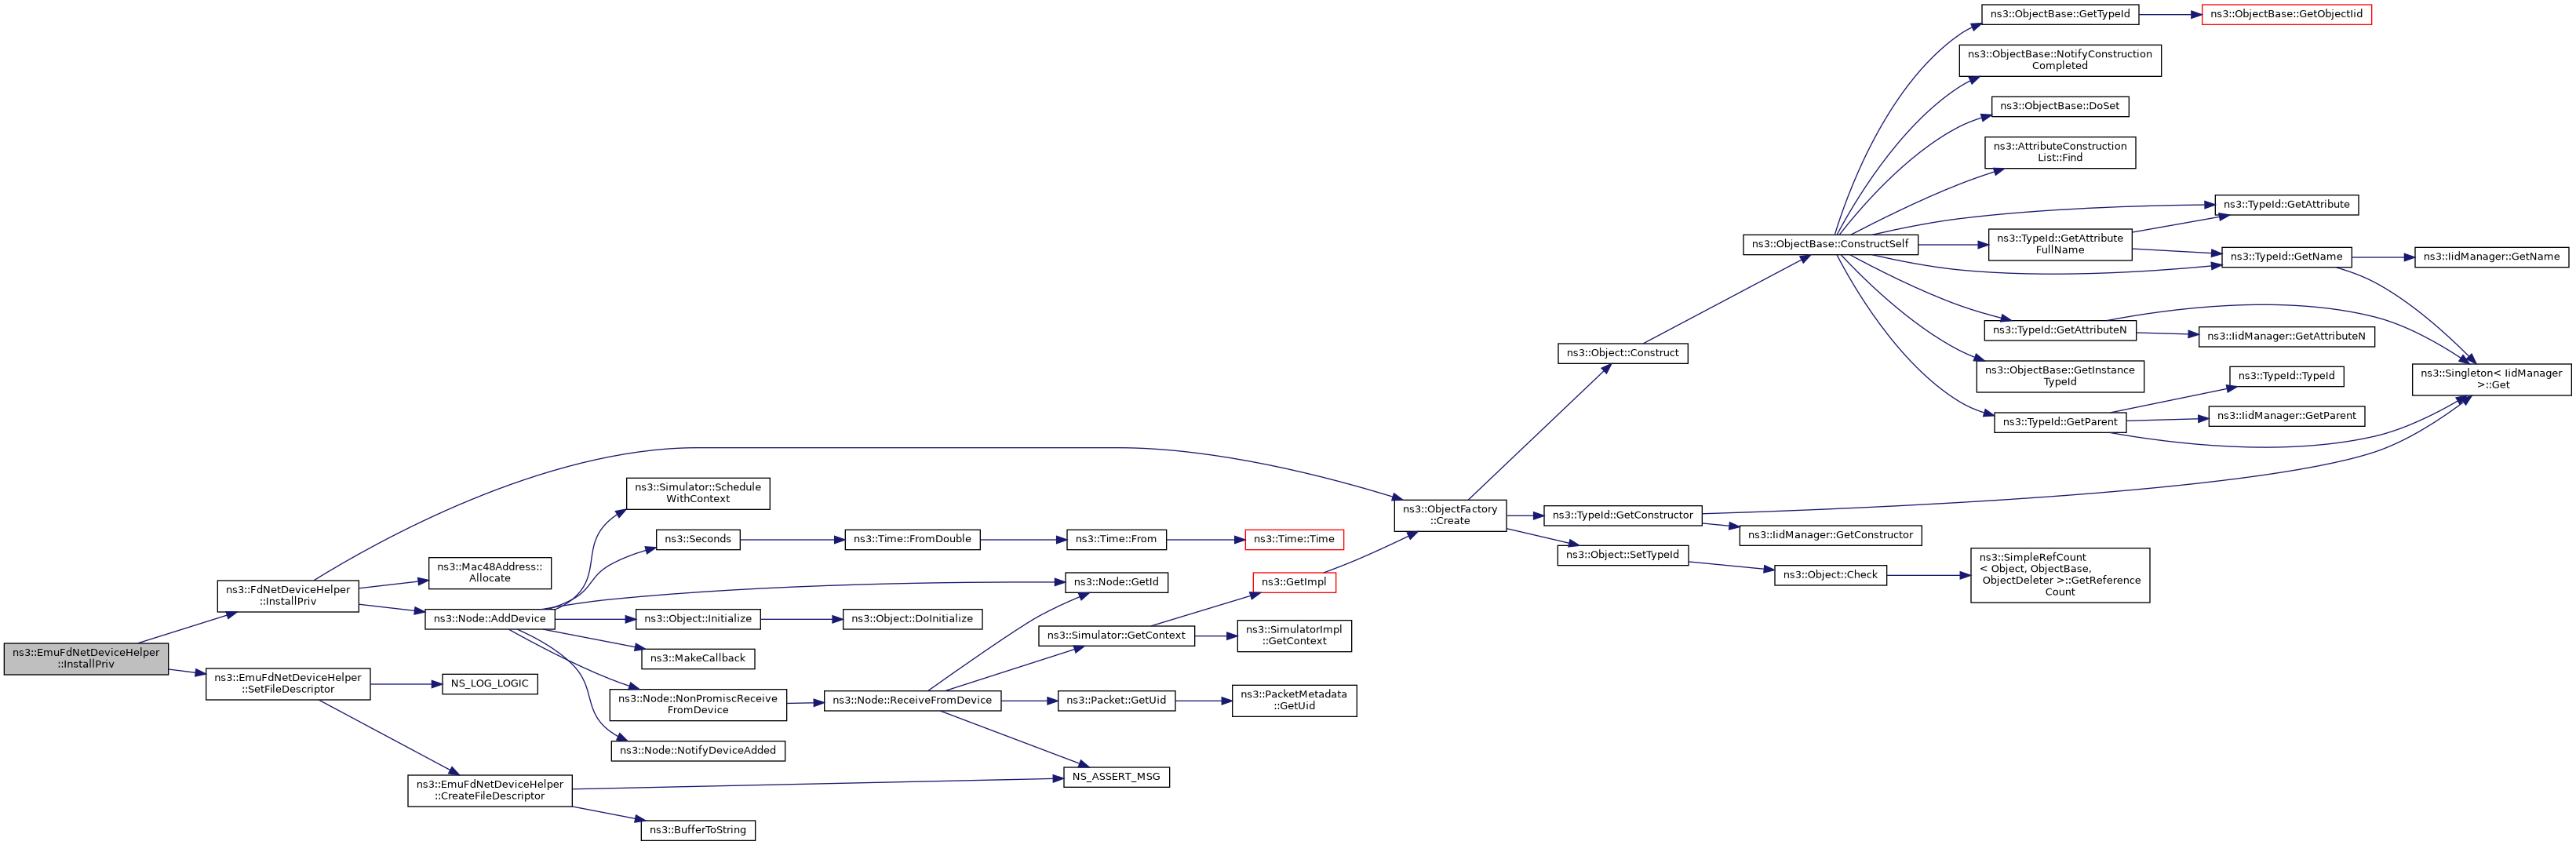 ns3::EmuFdNetDeviceHelper
::InstallPriv
ns3::FdNetDeviceHelper
::InstallPriv
ns3::EmuFdNetDeviceHelper
::SetFileDescriptor
ns3::Mac48Address::
Allocate
ns3::Node::AddDevice
NS_LOG_LOGIC
ns3::EmuFdNetDeviceHelper
::CreateFileDescriptor
ns3::Simulator::Schedule
WithContext
ns3::Seconds
ns3::Object::Initialize
ns3::MakeCallback
ns3::Node::NonPromiscReceive
FromDevice
ns3::Node::NotifyDeviceAdded
ns3::BufferToString
ns3::Time::FromDouble
ns3::Object::DoInitialize
ns3::Node::ReceiveFromDevice
ns3::Time::From
ns3::Node::GetId
ns3::Simulator::GetContext
ns3::Packet::GetUid
NS_ASSERT_MSG
ns3::Time::Time
ns3::GetImpl
ns3::SimulatorImpl
::GetContext
ns3::PacketMetadata
::GetUid
ns3::ObjectFactory
::Create
ns3::Object::Construct
ns3::TypeId::GetConstructor
ns3::Object::SetTypeId
ns3::ObjectBase::ConstructSelf
ns3::IidManager::GetConstructor
ns3::Object::Check
ns3::ObjectBase::GetTypeId
ns3::ObjectBase::NotifyConstruction
Completed
ns3::ObjectBase::DoSet
ns3::AttributeConstruction
List::Find
ns3::TypeId::GetAttribute
FullName
ns3::TypeId::GetAttributeN
ns3::ObjectBase::GetInstance
TypeId
ns3::TypeId::GetParent
ns3::SimpleRefCount
< Object, ObjectBase,
ObjectDeleter >::GetReference
Count
ns3::ObjectBase::GetObjectIid
ns3::TypeId::GetAttribute
ns3::TypeId::GetName
ns3::IidManager::GetAttributeN
ns3::TypeId::TypeId
ns3::IidManager::GetParent
ns3::IidManager::GetName
ns3::Singleton< IidManager
>::Get